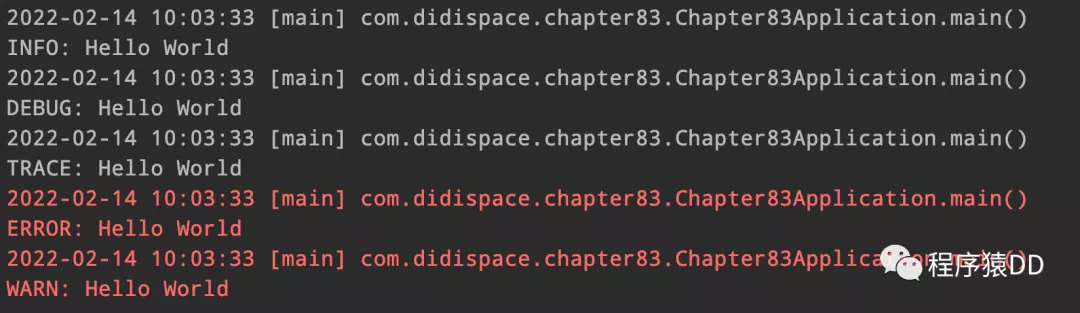 2022-02-14 10:03:33 [main] com.didispace.chapter83.Chapter83Application.main()
INFO: Hello World
2022-02-14 10:03:33 [main] com.didispace.chapter83.Chapter83Application.main()
DEBUG: Hello World
2022-02-14 10:03:33 [main] com.didispace.chapter83.Chapter83Application.main()
TRACE: Hello World
2022-02-14 10:03:33 [main] com.didispace.chapter83.Chapter83Application.main()
ERROR: Hello World
2022-02-14 10:03:33 [main] com.didispace.chapter83.Chapter83Application.main()
WARN: Hello World
程序猿DD